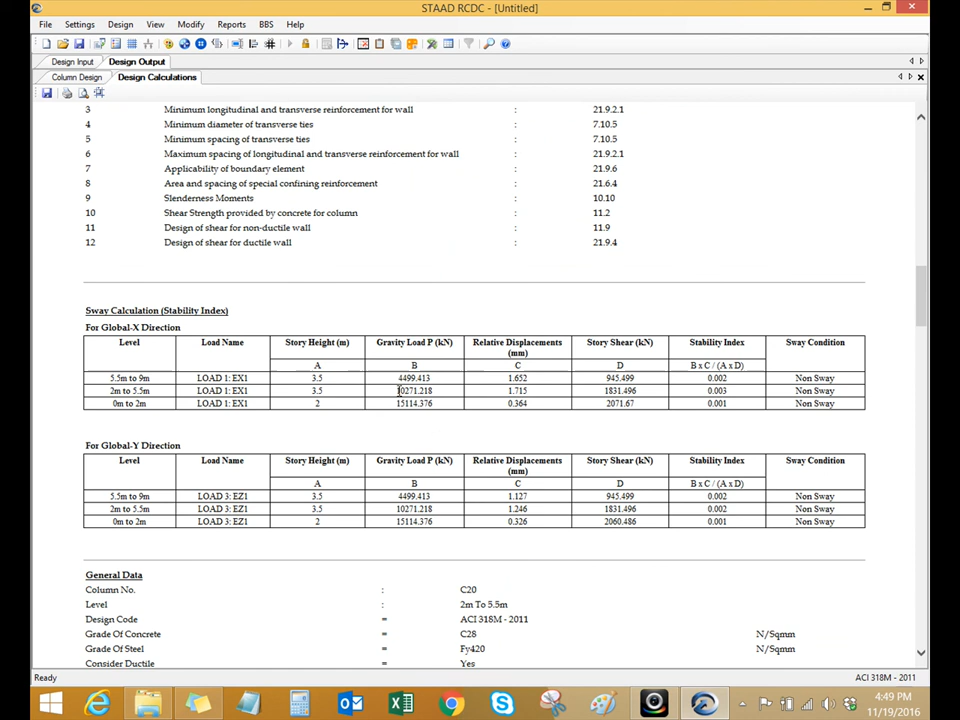 STAAD RCDC - [Untitled]
File Settings Design View Modify Reports BBS Help
Design Input Design Output
Column Design Design Calculations
3 Minimum longitudinal and transverse reinforcement for wall : 21.9.2.1
4 Minimum diameter of transverse ties : 7.10.5
5 Minimum spacing of transverse ties : 7.10.5
6 Maximum spacing of longitudinal and transverse reinforcement for wall : 21.9.2.1
7 Applicability of boundary element : 21.9.6
8 Area and spacing of special confining reinforcement : 21.6.4
9 Slenderness Moments : 10.10
10 Shear Strength provided by concrete for column : 11.2
11 Design of shear for non-ductile wall : 11.9
12 Design of shear for ductile wall : 21.9.4
Sway Calculation (Stability Index)
For Global-X Direction
Level Load Name Story Height (m) Gravity Load P (kN) Relative Displacements (mm) Story Shear (kN) Stability Index Sway Condition
A B C D B x C / (A x D)
5.5m to 9m LOAD 1: EX1 3.5 4499.413 1.652 945.499 0.002 Non Sway
2m to 5.5m LOAD 1: EX1 3.5 10271.218 1.715 1831.496 0.003 Non Sway
0m to 2m LOAD 1: EX1 2 15114.376 0.364 2071.67 0.001 Non Sway
For Global-Y Direction
Level Load Name Story Height (m) Gravity Load P (kN) Relative Displacements (mm) Story Shear (kN) Stability Index Sway Condition
A B C D B x C / (A x D)
5.5m to 9m LOAD 3: EZ1 3.5 4499.413 1.127 945.499 0.002 Non Sway
2m to 5.5m LOAD 3: EZ1 3.5 10271.218 1.246 1831.496 0.002 Non Sway
0m to 2m LOAD 3: EZ1 2 15114.376 0.326 2060.486 0.001 Non Sway
General Data
Column No. : C20
Level : 2m To 5.5m
Design Code = ACI 318M - 2011
Grade Of Concrete = C28 N/Sqmm
Grade Of Steel = Fy420 N/Sqmm
Consider Ductile = Yes
Ready ACI 318M - 2011
4:49 PM
11/19/2016